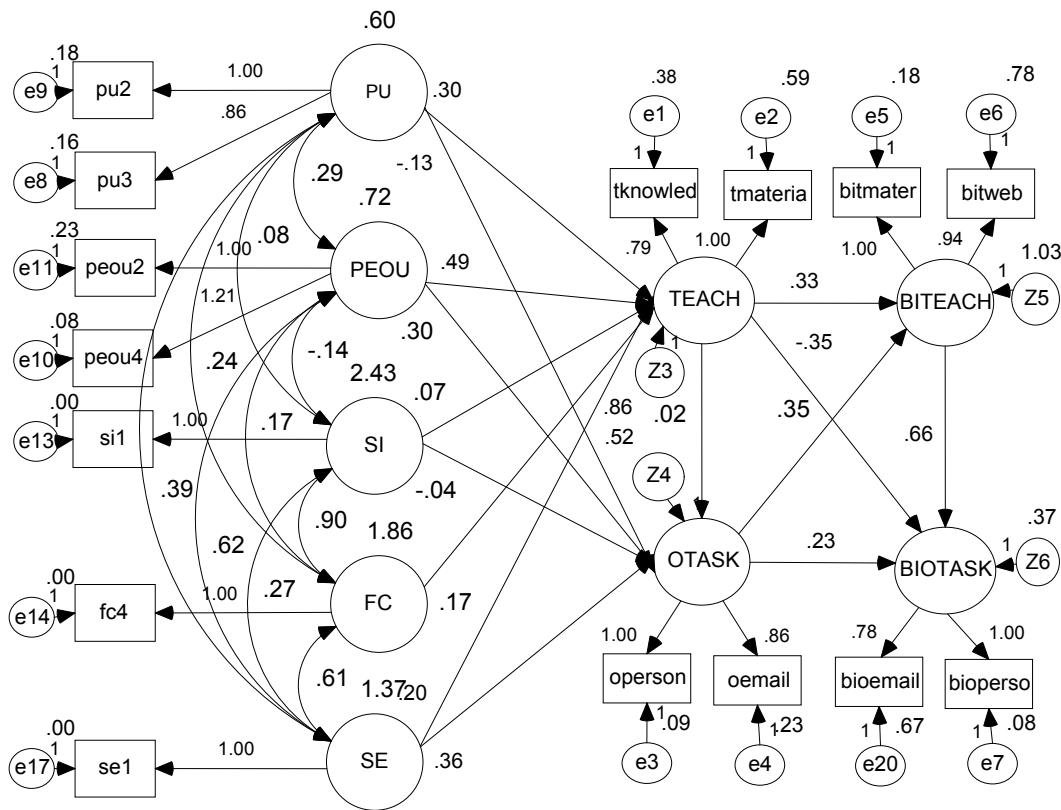 .60
.18
1
e9
pu2
1.00
PU
.30
.86
.16
1
e8
pu3
-.13
.29
.72
.23
1
e11
peou2
1.00
.08
PEOU
.49
1.21
.08
1
e10
peou4
.30
.24
-.14
2.43
.07
.00
1
e13
si1
1.00
.17
SI
-.04
.39
.90
1.86
.62
.00
1
e14
fc4
1.00
.27
FC
.17
.61
1.37
.20
.00
1
e17
se1
1.00
SE
.36
.38
e1
1
tknowled
.59
e2
1
tmateria
.18
e5
1
bitmater
.78
e6
1
bitweb
.79
1.00
1.00
.94
1.03
TEACH
.33
BITEACH
1
Z5
1
Z3
-.35
.86
.02
.52
.35
.66
Z4
1
OTASK
.23
BIOTASK
.37
1
Z6
1.00
.86
.78
1.00
operson
oemail
bioemail
bioperso
1
.09
1
.23
1
.67
1
.08
e3
e4
e20
e7